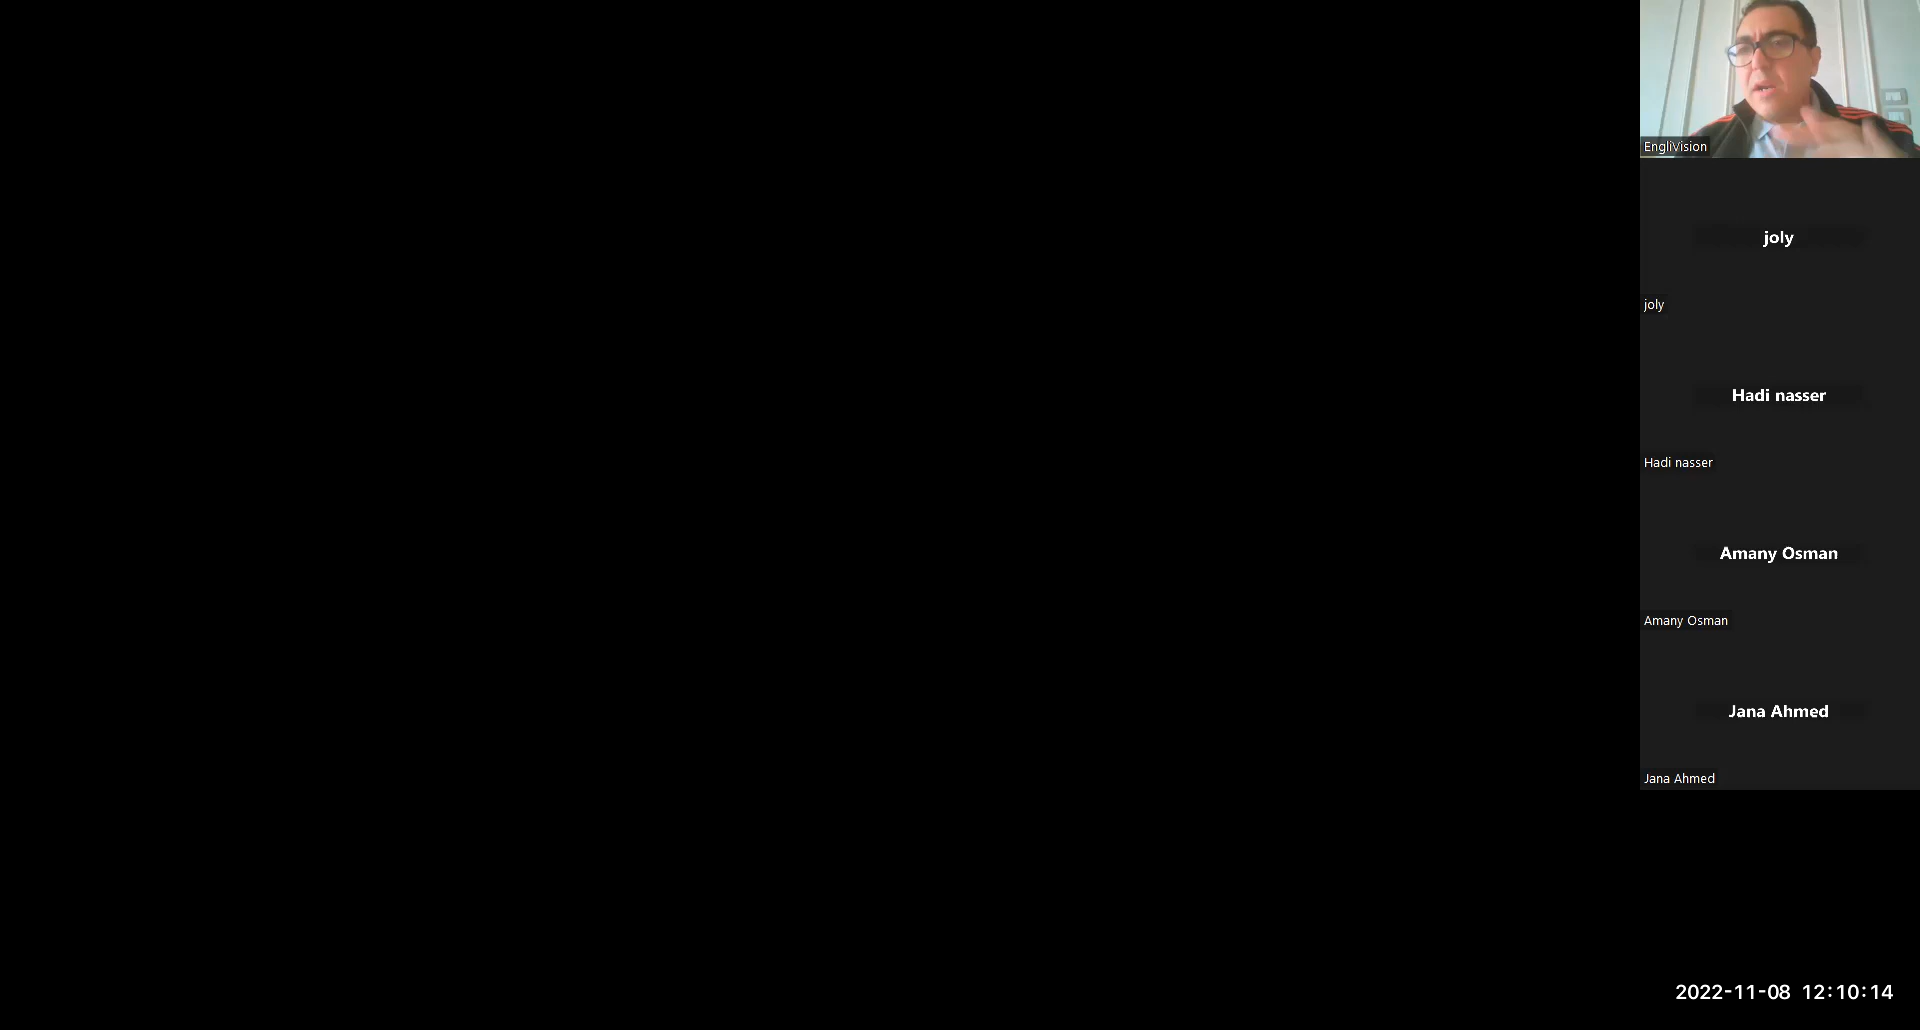 EngliVision
joly
joly
Hadi nasser
Hadi nasser
Amany Osman
Amany Osman
Jana Ahmed
Jana Ahmed
2022-11-08 12:10:14